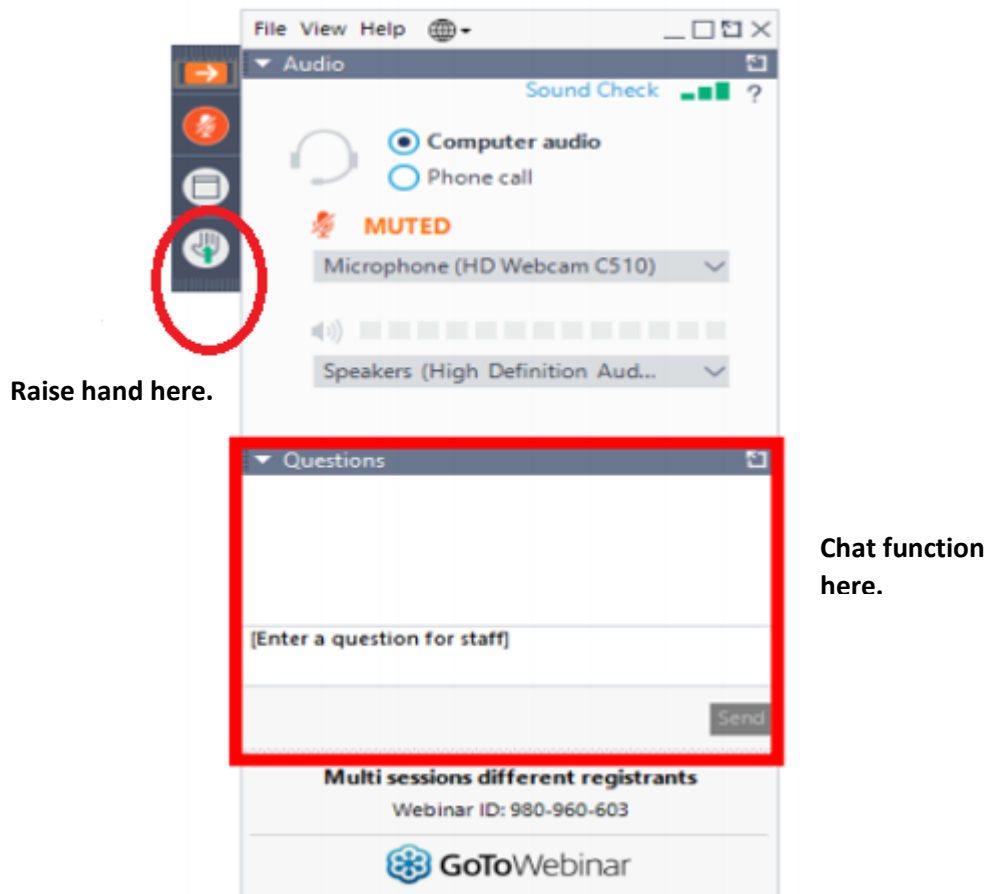 File View Help
Audio
Sound Check ?
Computer audio
Phone call
MUTED
Microphone (HD Webcam C510)
Speakers (High Definition Aud...
Raise hand here.
Questions
[Enter a question for staff]
Send
Chat function
here.
Multi sessions different registrants
Webinar ID: 980-960-603
GoToWebinar